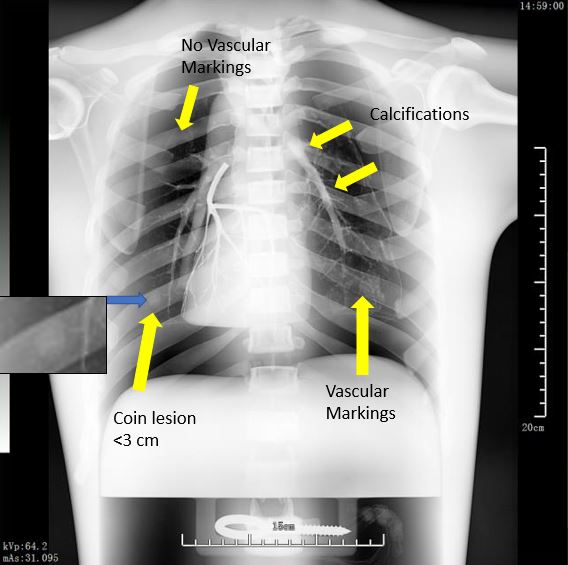 14:59:00
No Vascular
Markings
Calcifications
Vascular
Markings
Coin lesion
<3 cm
20cm
15cm
kVp:64.2
mAs:31.095